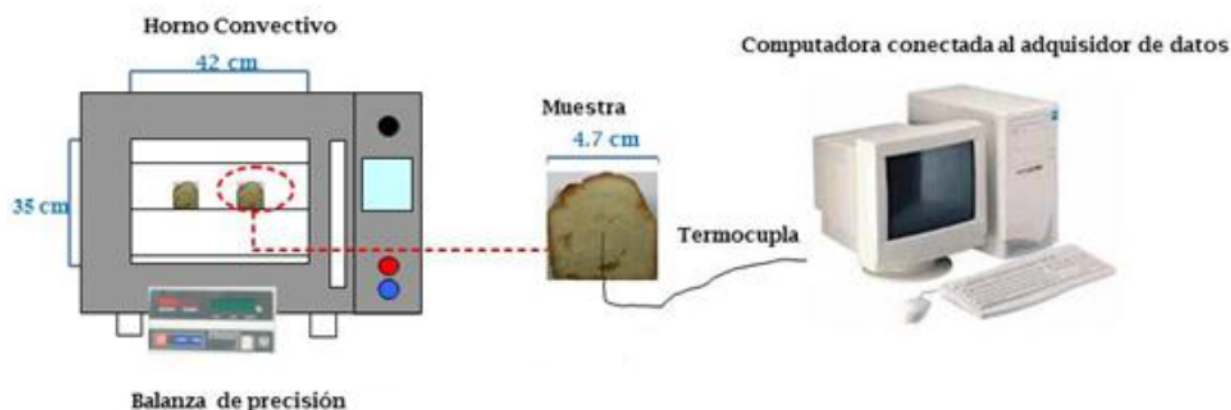 Horno Convectivo
42 cm
35 cm
Balanza de precisión
Muestra
4.7 cm
Termocupla
Computadora conectada al adquisidor de datos